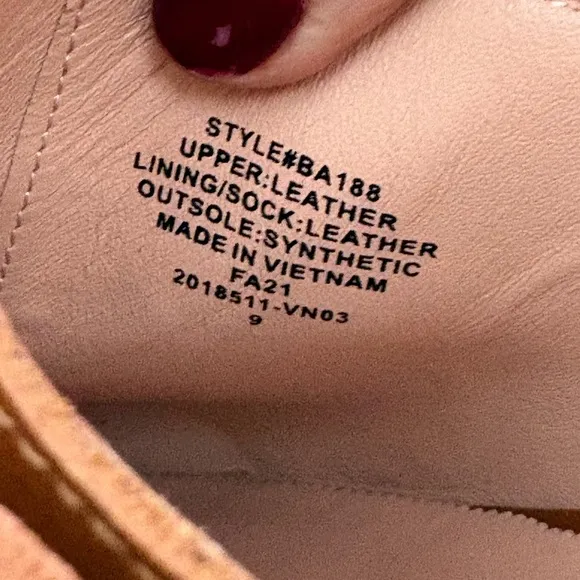 STYLE#BA188
UPPER:LEATHER
LINING/SOCK:LEATHER
OUTSOLE:SYNTHETIC
MADE IN VIETNAM
FA21
2018511-VN03
9